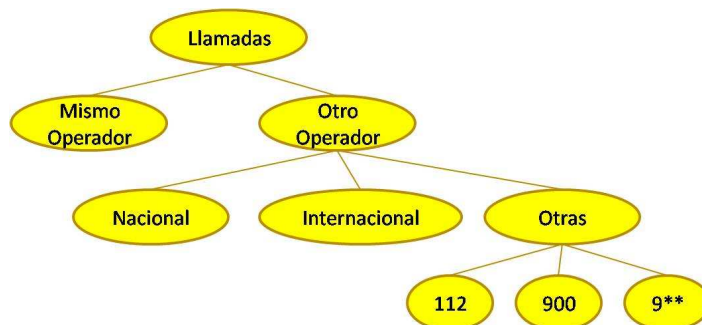 Llamadas
Mismo
Operador
Otro
Operador
Nacional
Internacional
Otras
112
900
9**